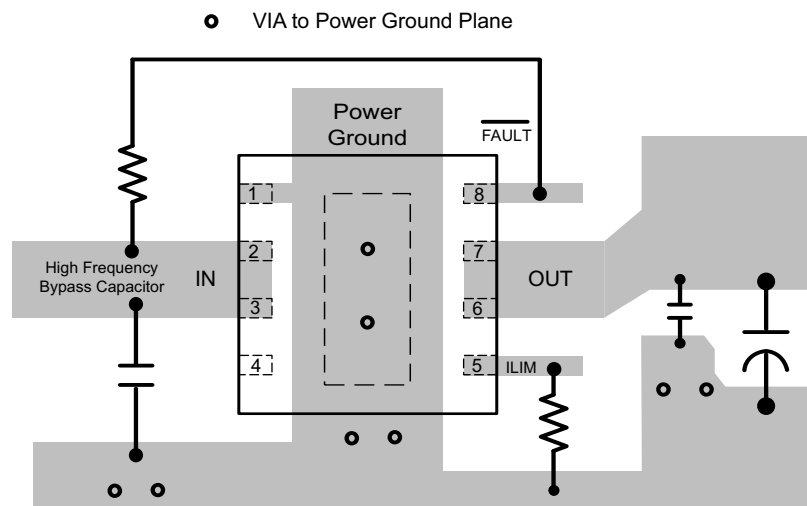 VIA to Power Ground Plane
Power
Ground
FAULT
1
8
2
7
High Frequency
Bypass Capacitor
IN
OUT
3
6
4
5
ILIM